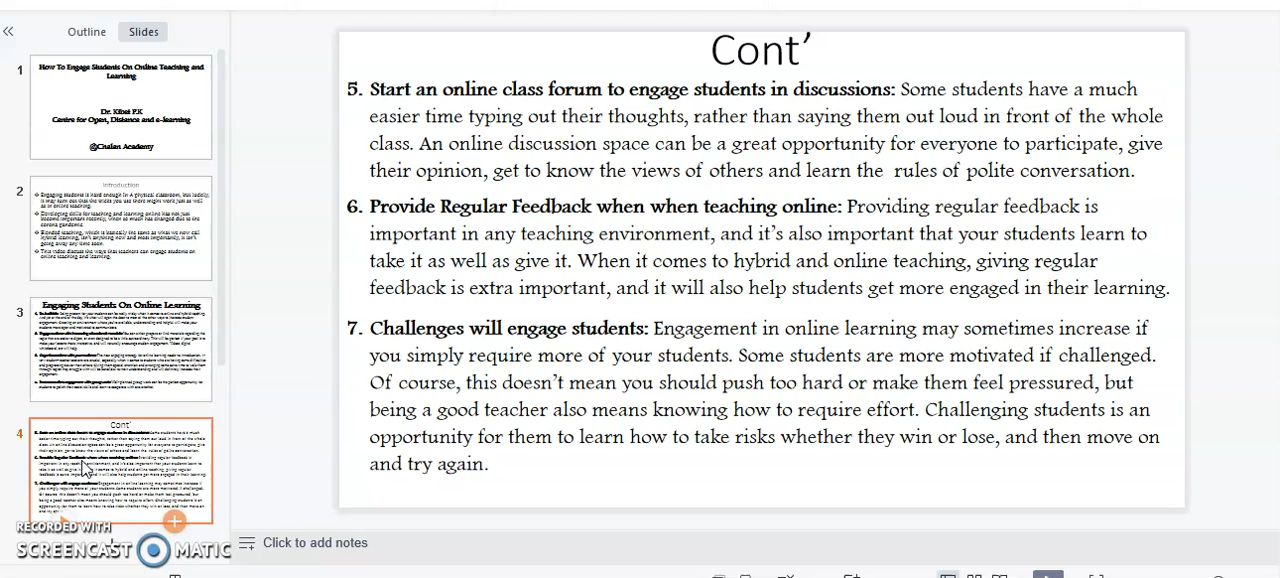 Outline Slides
1
How To Engage Students On Online Teaching and
Learning
Dr. Kibet P.K
Centre for Open, Distance and e-learning
@Chalan Academy
2
Introduction
3
Engaging Students On Online Learning
4
Cont'
RECORDED WITH
SCREENCAST MATIC
Cont'
5. Start an online class forum to engage students in discussions: Some students have a much
easier time typing out their thoughts, rather than saying them out loud in front of the whole
class. An online discussion space can be a great opportunity for everyone to participate, give
their opinion, get to know the views of others and learn the rules of polite conversation.
6. Provide Regular Feedback when when teaching online: Providing regular feedback is
important in any teaching environment, and it's also important that your students learn to
take it as well as give it. When it comes to hybrid and online teaching, giving regular
feedback is extra important, and it will also help students get more engaged in their learning.
7. Challenges will engage students: Engagement in online learning may sometimes increase if
you simply require more of your students. Some students are more motivated if challenged.
Of course, this doesn't mean you should push too hard or make them feel pressured, but
being a good teacher also means knowing how to require effort. Challenging students is an
opportunity for them to learn how to take risks whether they win or lose, and then move on
and try again.
Click to add notes